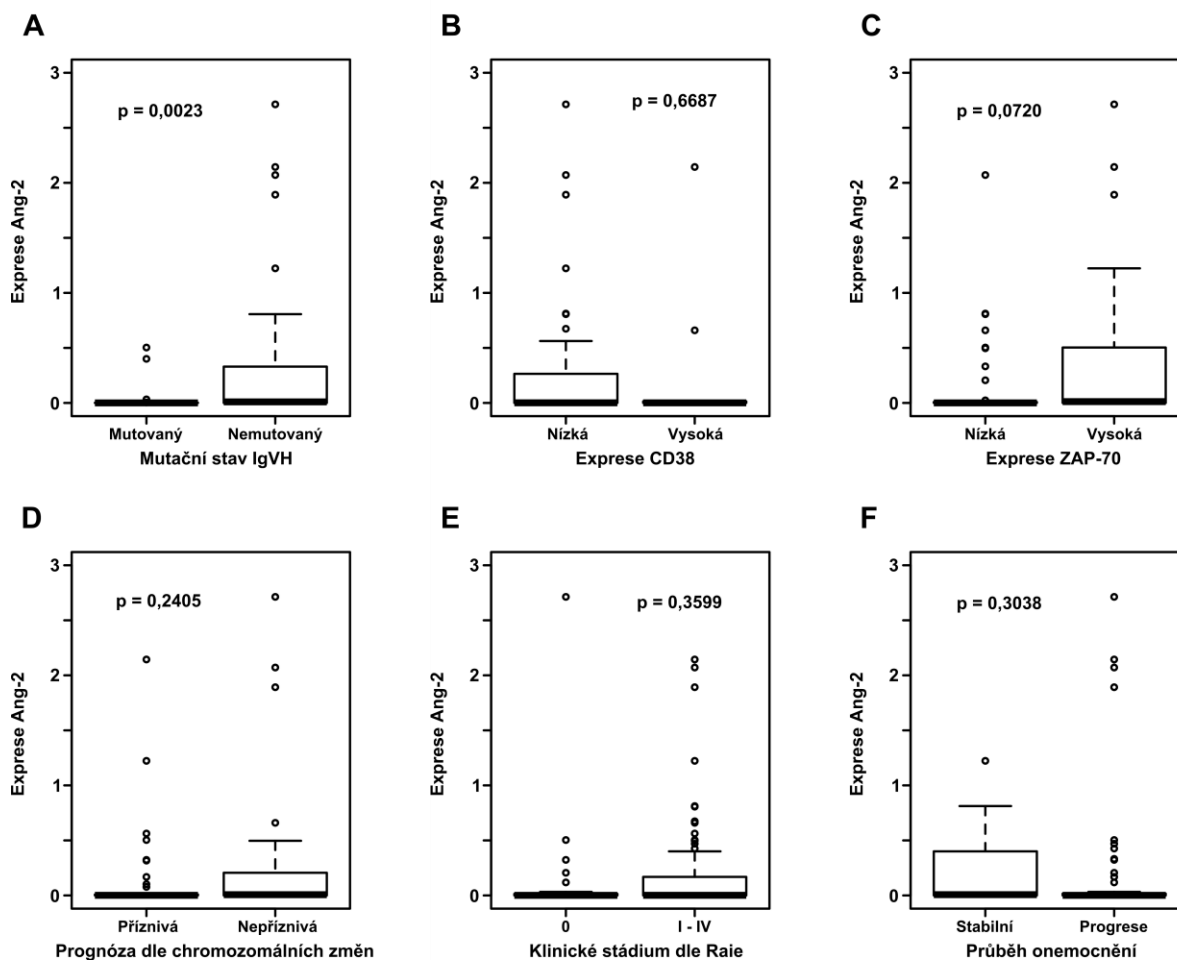 A
Exprese Ang-2
3
2
1
0
p = 0,0023
Mutovaný
Nemutovaný
Mutační stav IgVH
B
Exprese Ang-2
3
2
1
0
p = 0,6687
Nízká
Vysoká
Exprese CD38
C
Exprese Ang-2
3
2
1
0
p = 0,0720
Nízká
Vysoká
Exprese ZAP-70
D
Exprese Ang-2
3
2
1
0
p = 0,2405
Příznivá
Nepříznivá
Prognóza dle chromozomálních změn
E
Exprese Ang-2
3
2
1
0
p = 0,3599
0
I - IV
Klinické stádium dle Raie
F
Exprese Ang-2
3
2
1
0
p = 0,3038
Stabilní
Progrese
Průběh onemocnění